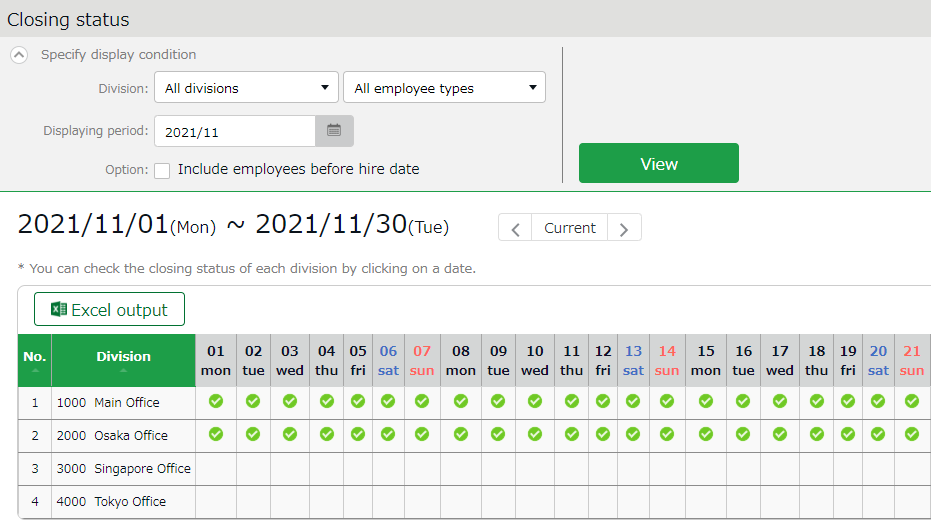 Closing status
Specify display condition
Division: All divisions All employee types
Displaying period: 2021/11
Option: Include employees before hire date
View
2021/11/01(Mon) ~ 2021/11/30(Tue) Current
* You can check the closing status of each division by clicking on a date.
Excel output
No. Division 01 02 03 04 05 06 07 08 09 10 11 12 13 14 15 16 17 18 19 20 21
mon tue wed thu fri sat sun mon tue wed thu fri sat sun mon tue wed thu fri sat sun
1 1000 Main Office
2 2000 Osaka Office
3 3000 Singapore Office
4 4000 Tokyo Office